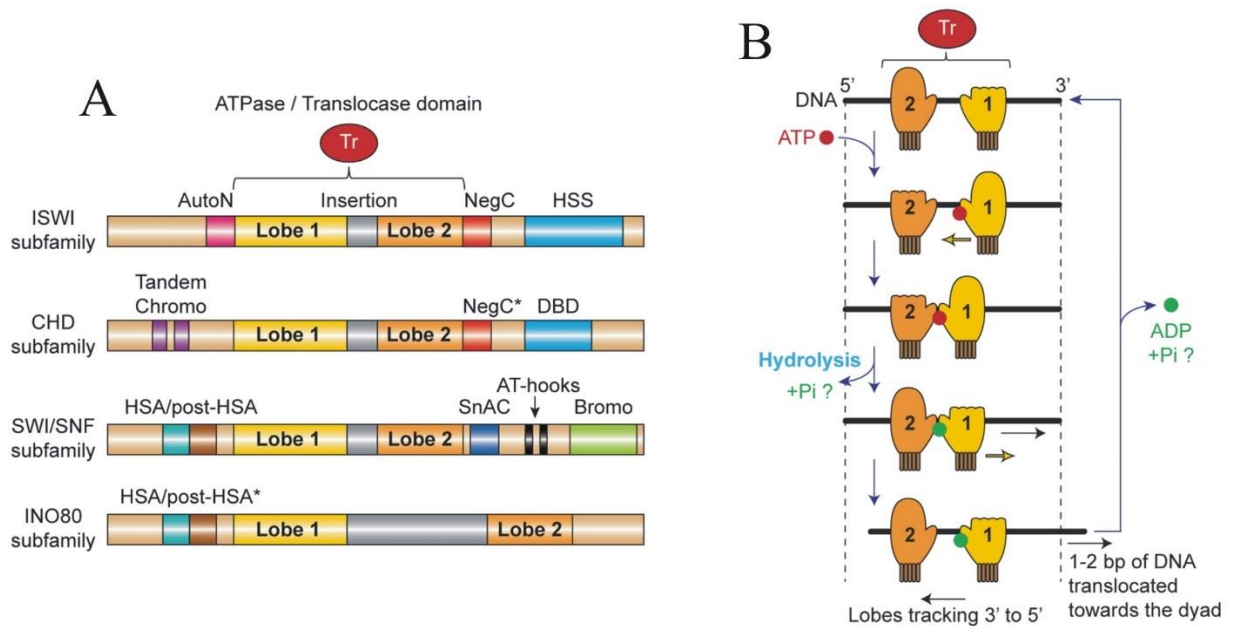 A
ATPase / Translocase domain
Tr
AutoN
Insertion
NegC
HSS
ISWI
subfamily
Lobe 1
Lobe 2
Tandem
Chromo
NegC*
DBD
CHD
subfamily
Lobe 1
Lobe 2
HSA/post-HSA
SnAC
AT-hooks
Bromo
SWI/SNF
subfamily
Lobe 1
Lobe 2
HSA/post-HSA*
INO80
subfamily
Lobe 1
Lobe 2
B
Tr
5’
3’
DNA
2
1
ATP
2
1
2
1
Hydrolysis
+Pi ?
2
1
ADP
+Pi ?
2
1
1-2 bp of DNA
translocated
towards the dyad
Lobes tracking 3’ to 5’